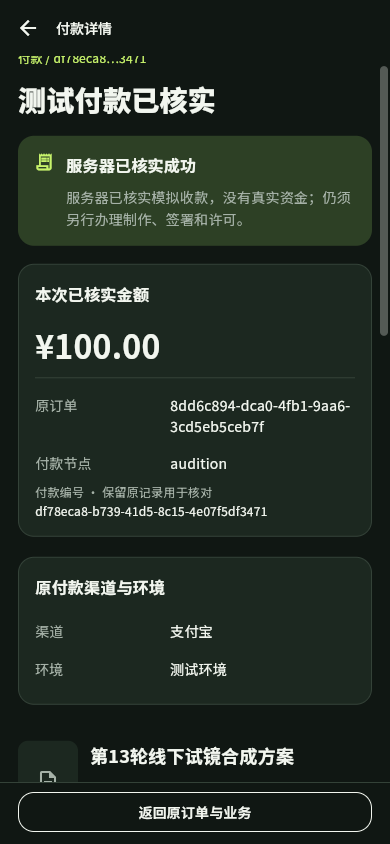 付款详情
付款 / df78eca8…3471
测试付款已核实
服务器已核实成功
服务器已核实模拟收款，没有真实资金；仍须
另行办理制作、签署和许可。
本次已核实金额
¥100.00
原订单
8dd6c894-dca0-4fb1-9aa6-
3cd5eb5ceb7f
付款节点 audition
付款编号 · 保留原记录用于核对
df78eca8-b739-41d5-8c15-4e07f5df3471
原付款渠道与环境
渠道 支付宝
环境 测试环境
第13轮线下试镜合成方案
返回原订单与业务